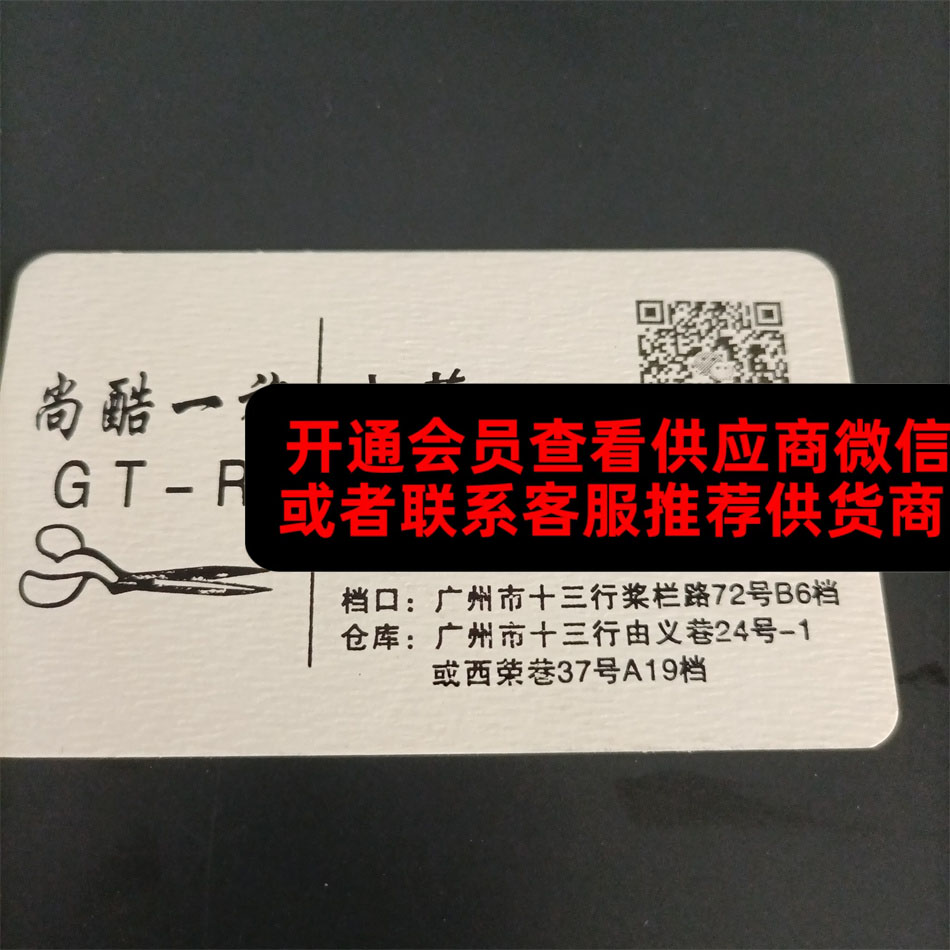 尚酷一
GT-R
开通会员查看供应商微信
或者联系客服推荐供货商
档口：广州市十三行桨栏路72号B6档
仓库：广州市十三行由义巷24号-1
或西荣巷37号A19档